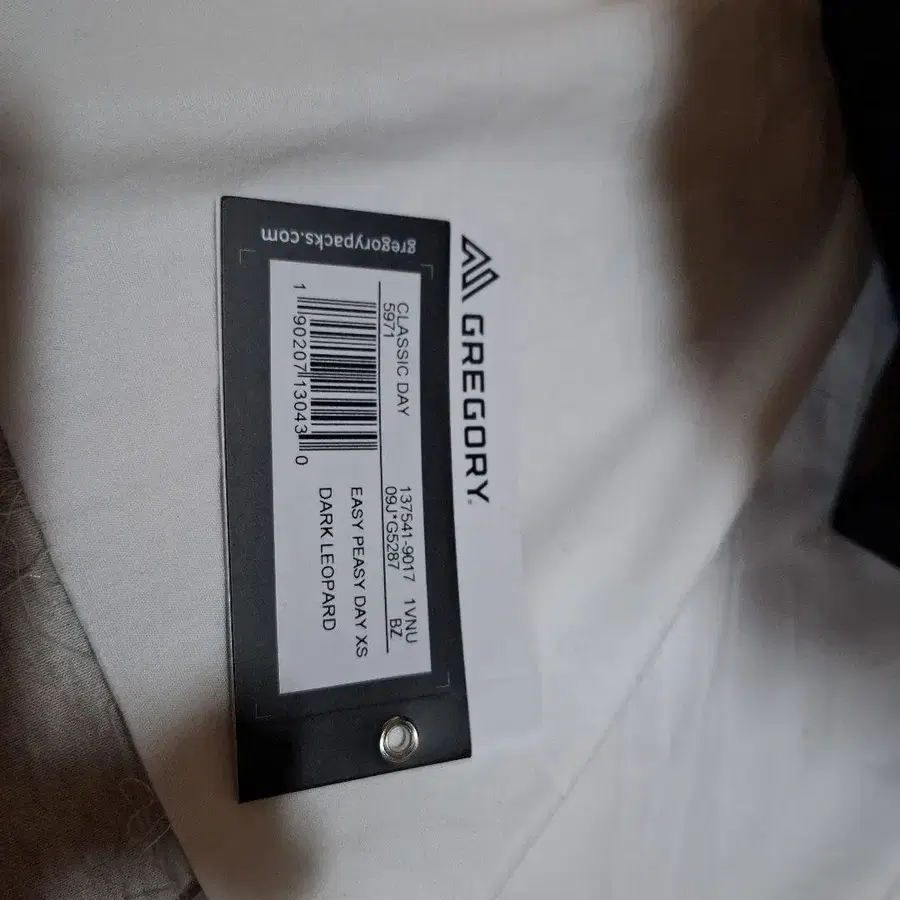 GREGORY.
CLASSIC DAY 137541-9017 1VNU
5971 09J*G5287 BZ
EASY PEASY DAY XS
DARK LEOPARD
1 90207 13043 0
gregorypacks.com